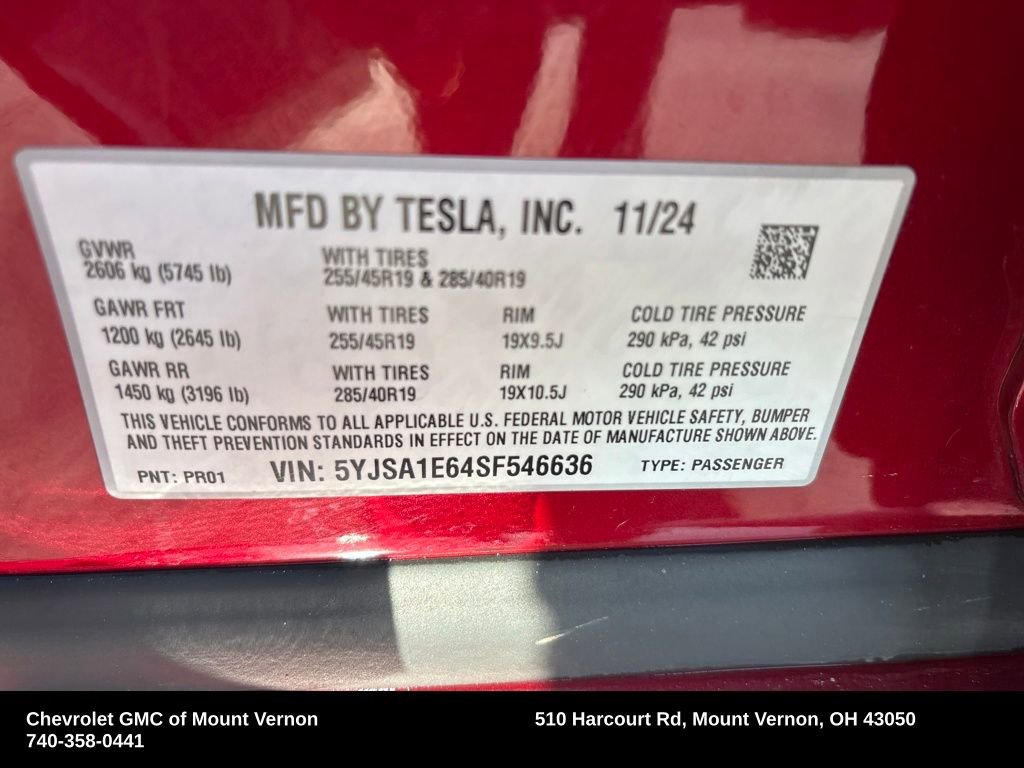 MFD BY TESLA, INC. 11/24
GVWR WITH TIRES
2606 kg (5745 lb) 255/45R19 & 285/40R19
GAWR FRT WITH TIRES RIM COLD TIRE PRESSURE
1200 kg (2645 lb) 255/45R19 19X9.5J 290 kPa, 42 psi
GAWR RR WITH TIRES RIM COLD TIRE PRESSURE
1450 kg (3196 lb) 285/40R19 19X10.5J 290 kPa, 42 psi
THIS VEHICLE CONFORMS TO ALL APPLICABLE U.S. FEDERAL MOTOR VEHICLE SAFETY, BUMPER
AND THEFT PREVENTION STANDARDS IN EFFECT ON THE DATE OF MANUFACTURE SHOWN ABOVE.
PNT: PR01 VIN: 5YJSA1E64SF546636 TYPE: PASSENGER
Chevrolet GMC of Mount Vernon 510 Harcourt Rd, Mount Vernon, OH 43050
740-358-0441